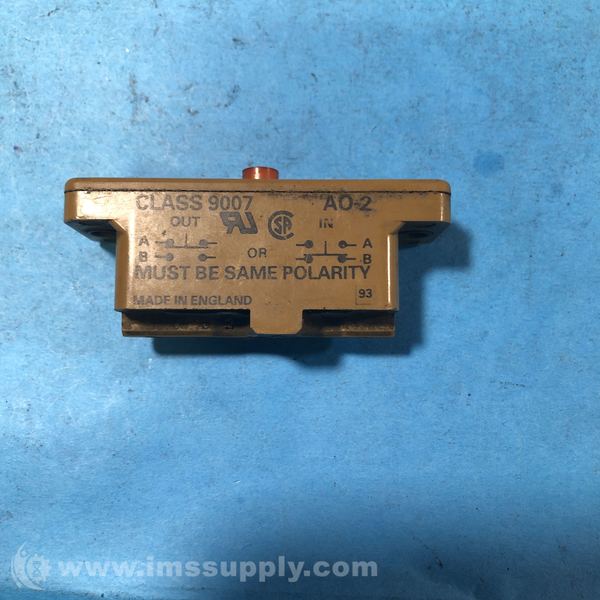 CLASS 9007 AO-2
OUT IN
A A
B OR B
MUST BE SAME POLARITY
MADE IN ENGLAND 93
www.imssupply.com